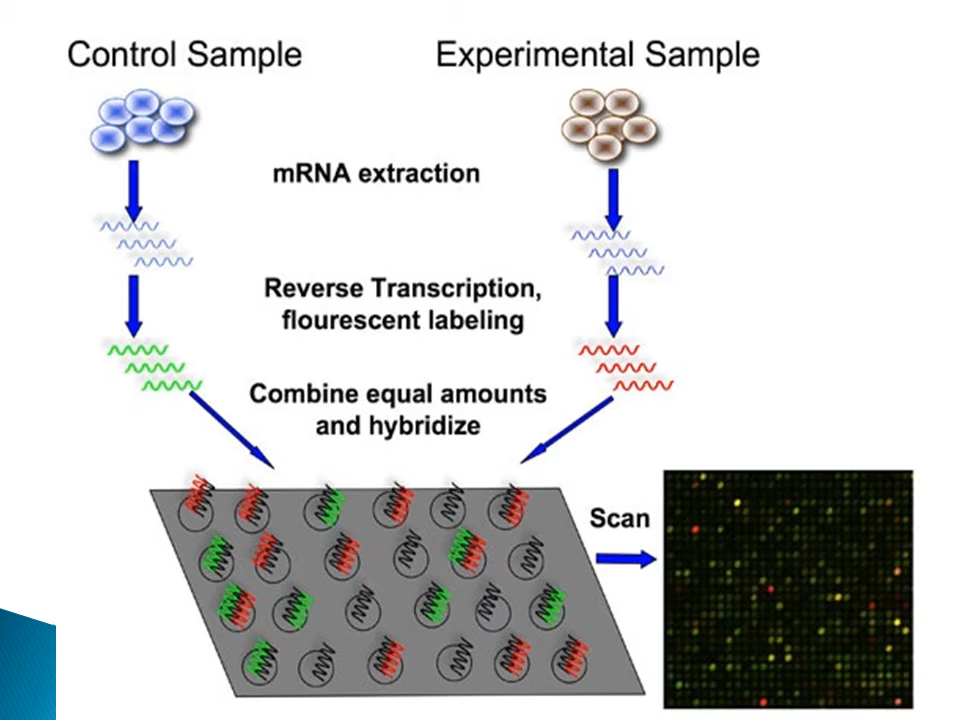 Control Sample
Experimental Sample
mRNA extraction
Reverse Transcription,
flourescent labeling
Combine equal amounts
and hybridize
Scan